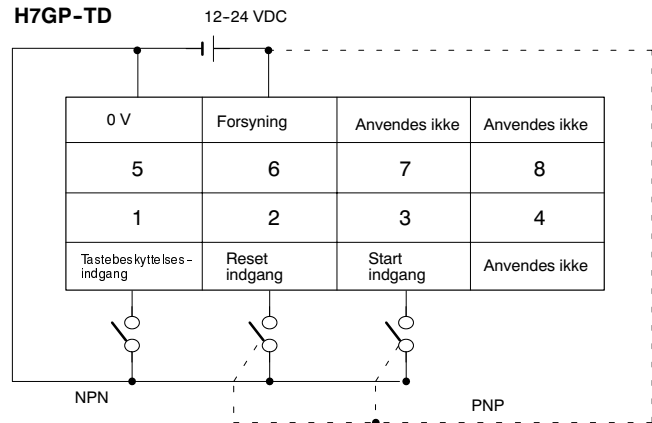 H7GP-TD
12-24 VDC
0 V
Forsyning
Anvendes ikke
Anvendes ikke
5
6
7
8
1
2
3
4
Tastebeskyttelses-
indgang
Reset
indgang
Start
indgang
Anvendes ikke
NPN
PNP